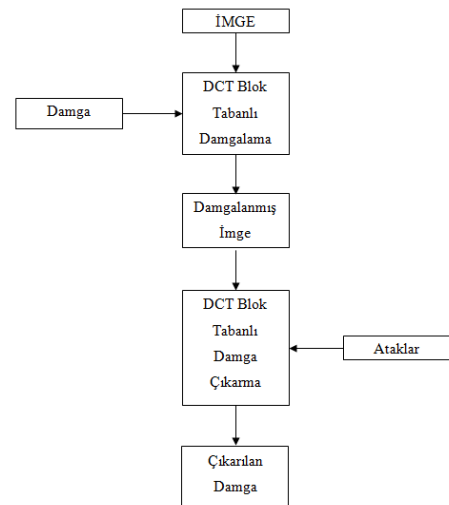 İMGE
DCT Blok
Tabanlı
Damgalama
Damga
Damgalanmış
İmge
DCT Blok
Tabanlı
Damga
Çıkarma
Ataklar
Çıkarılan
Damga